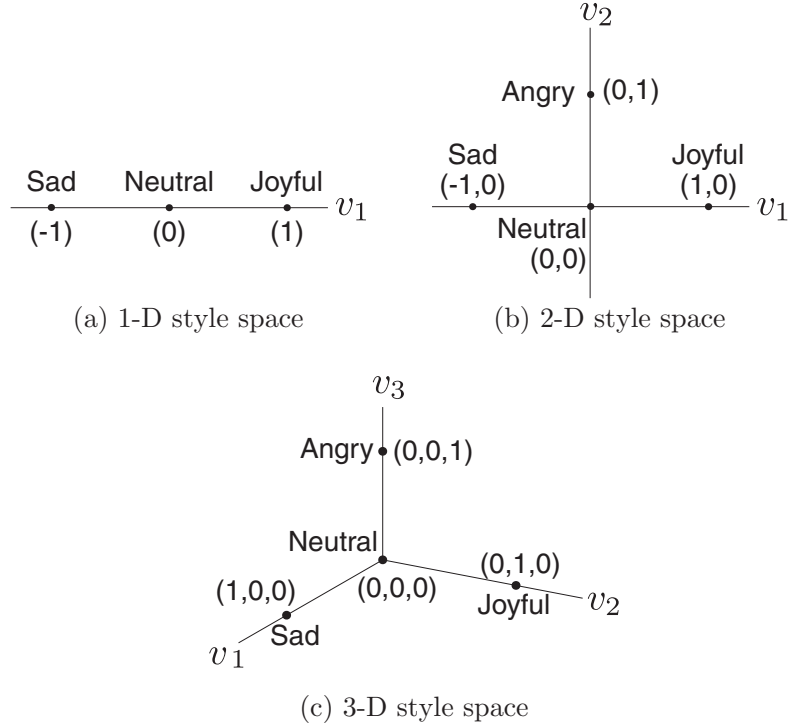 Sad Neutral Joyful
v1
(-1) (0) (1)
(a) 1-D style space
v2
Angry (0,1)
Sad Joyful
(-1,0) (1,0)
v1
Neutral
(0,0)
(b) 2-D style space
v3
Angry (0,0,1)
Neutral
(0,1,0)
(1,0,0) (0,0,0)
Joyful
v2
Sad
v1
(c) 3-D style space